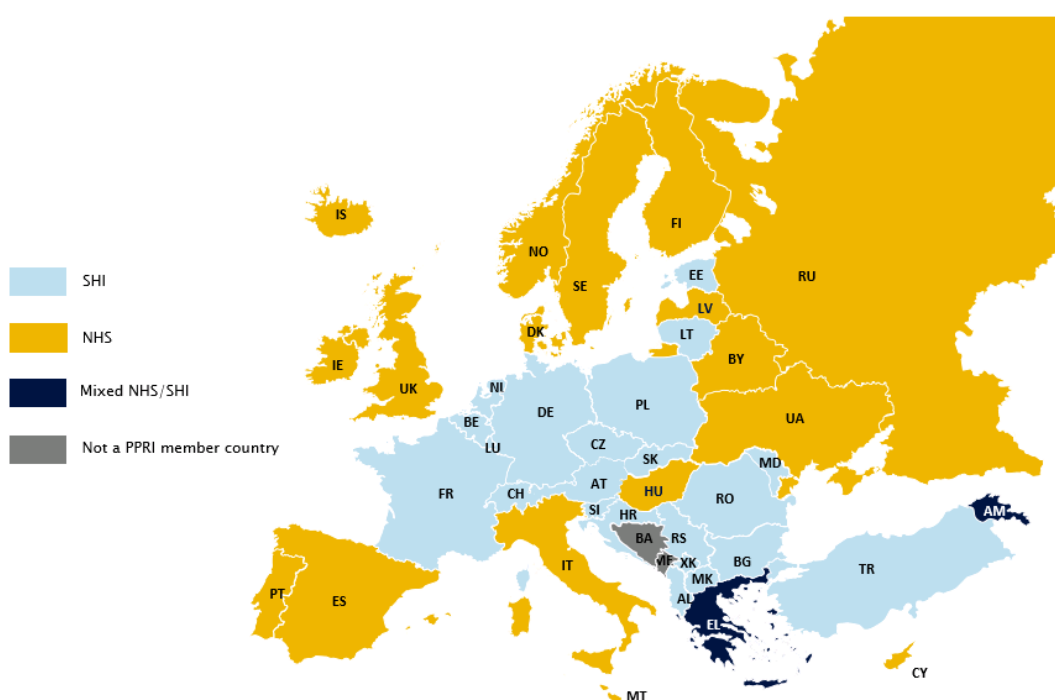 IS
FI
NO
RU
EE
SE
LV
SHI
DK
LT
NHS
IE
BY
Mixed NHS/SHI
UK
NI
DE
PL
UA
BE
Not a PPRI member country
LU
CZ
SK
MD
AT
FR
CH
HU
RO
SI
HR
AM
BA
RS
ME
XK
BG
IT
TR
MK
PT
ES
AL
EL
CY
MT